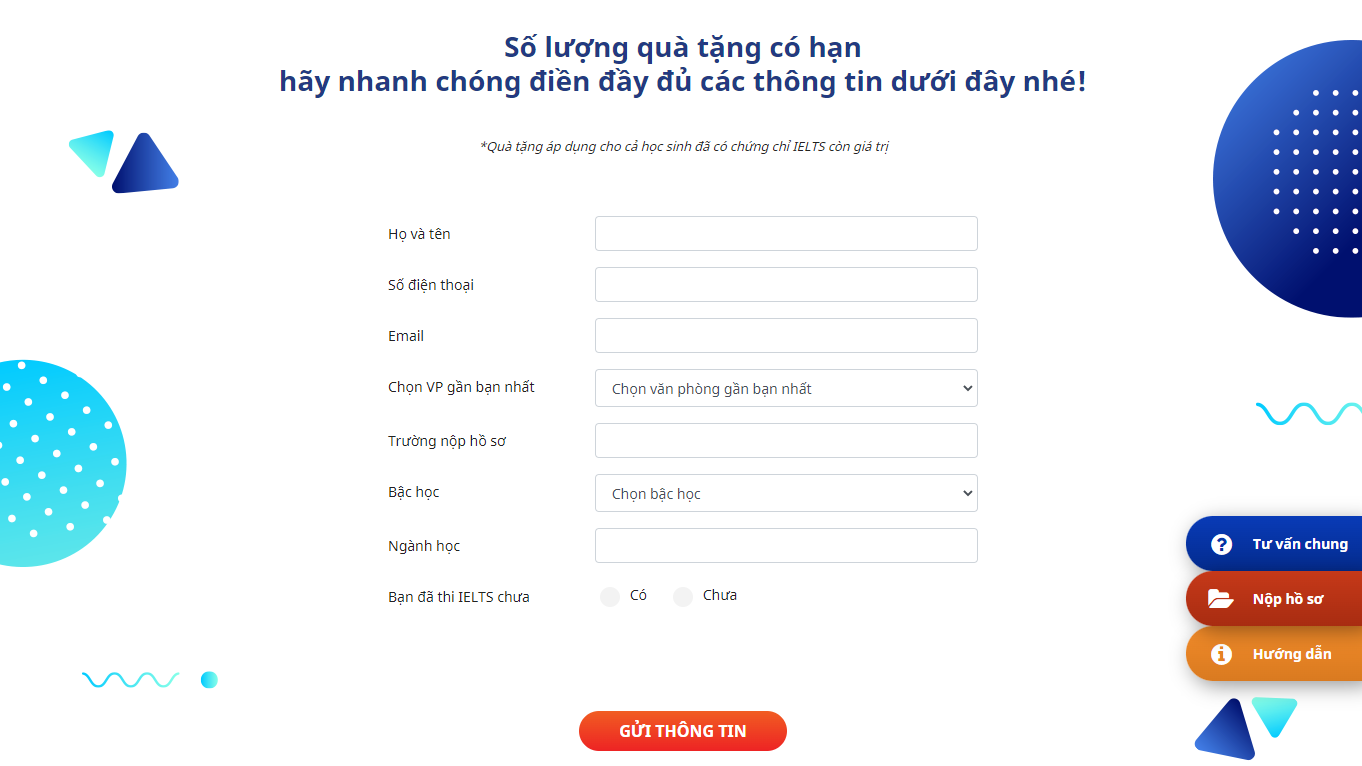 Số lượng quà tặng có hạn
hãy nhanh chóng điền đầy đủ các thông tin dưới đây nhé!
*Quà tặng áp dụng cho cả học sinh đã có chứng chỉ IELTS còn giá trị
Họ và tên
Số điện thoại
Email
Chọn VP gần bạn nhất
Chọn văn phòng gần bạn nhất
Trường nộp hồ sơ
Bậc học
Chọn bậc học
Ngành học
Bạn đã thi IELTS chưa
Có
Chưa
Tư vấn chung
Nộp hồ sơ
Hướng dẫn
GỬI THÔNG TIN